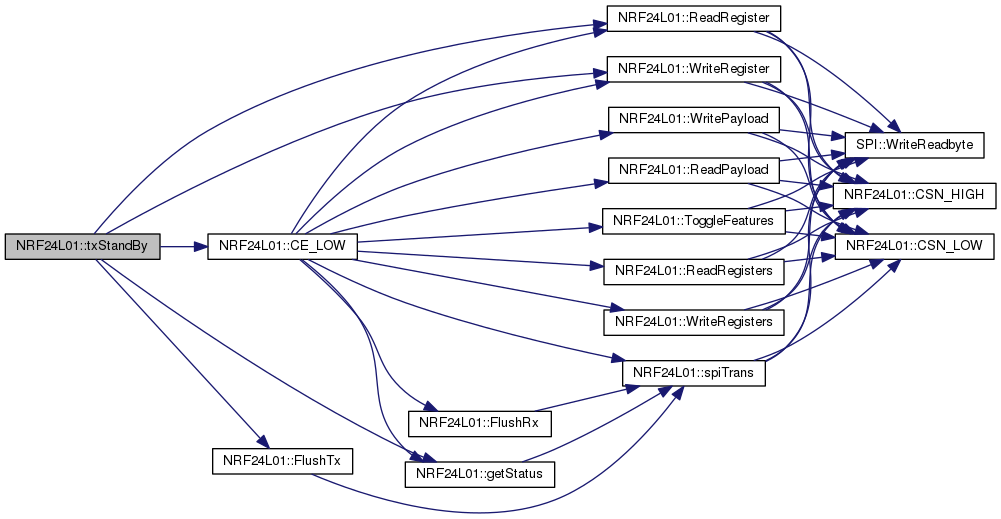 NRF24L01::ReadRegister
NRF24L01::WriteRegister
NRF24L01::WritePayload
SPI::WriteReadbyte
NRF24L01::ReadPayload
NRF24L01::CSN_HIGH
NRF24L01::ToggleFeatures
NRF24L01::txStandBy
NRF24L01::CE_LOW
NRF24L01::CSN_LOW
NRF24L01::ReadRegisters
NRF24L01::WriteRegisters
NRF24L01::spiTrans
NRF24L01::FlushRx
NRF24L01::FlushTx
NRF24L01::getStatus